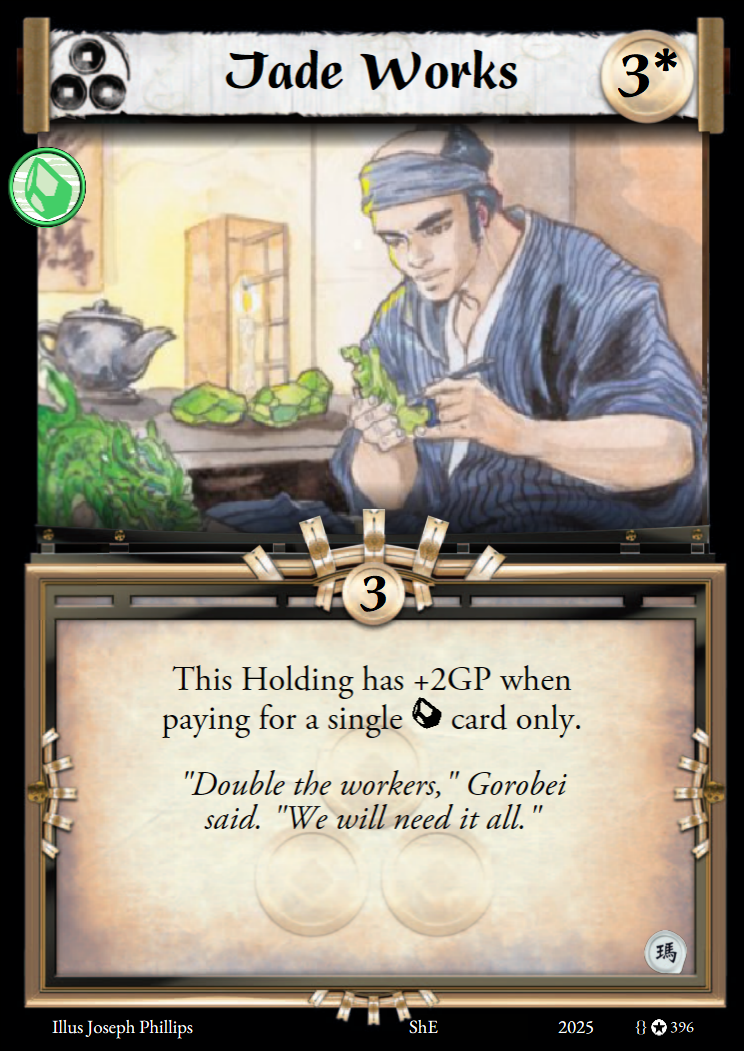 Jade Works
3*
3
This Holding has +2GP when
paying for a single card only.
"Double the workers," Gorobei
said. "We will need it all."
瑪
Illus Joseph Phillips ShE 2025 {} 396